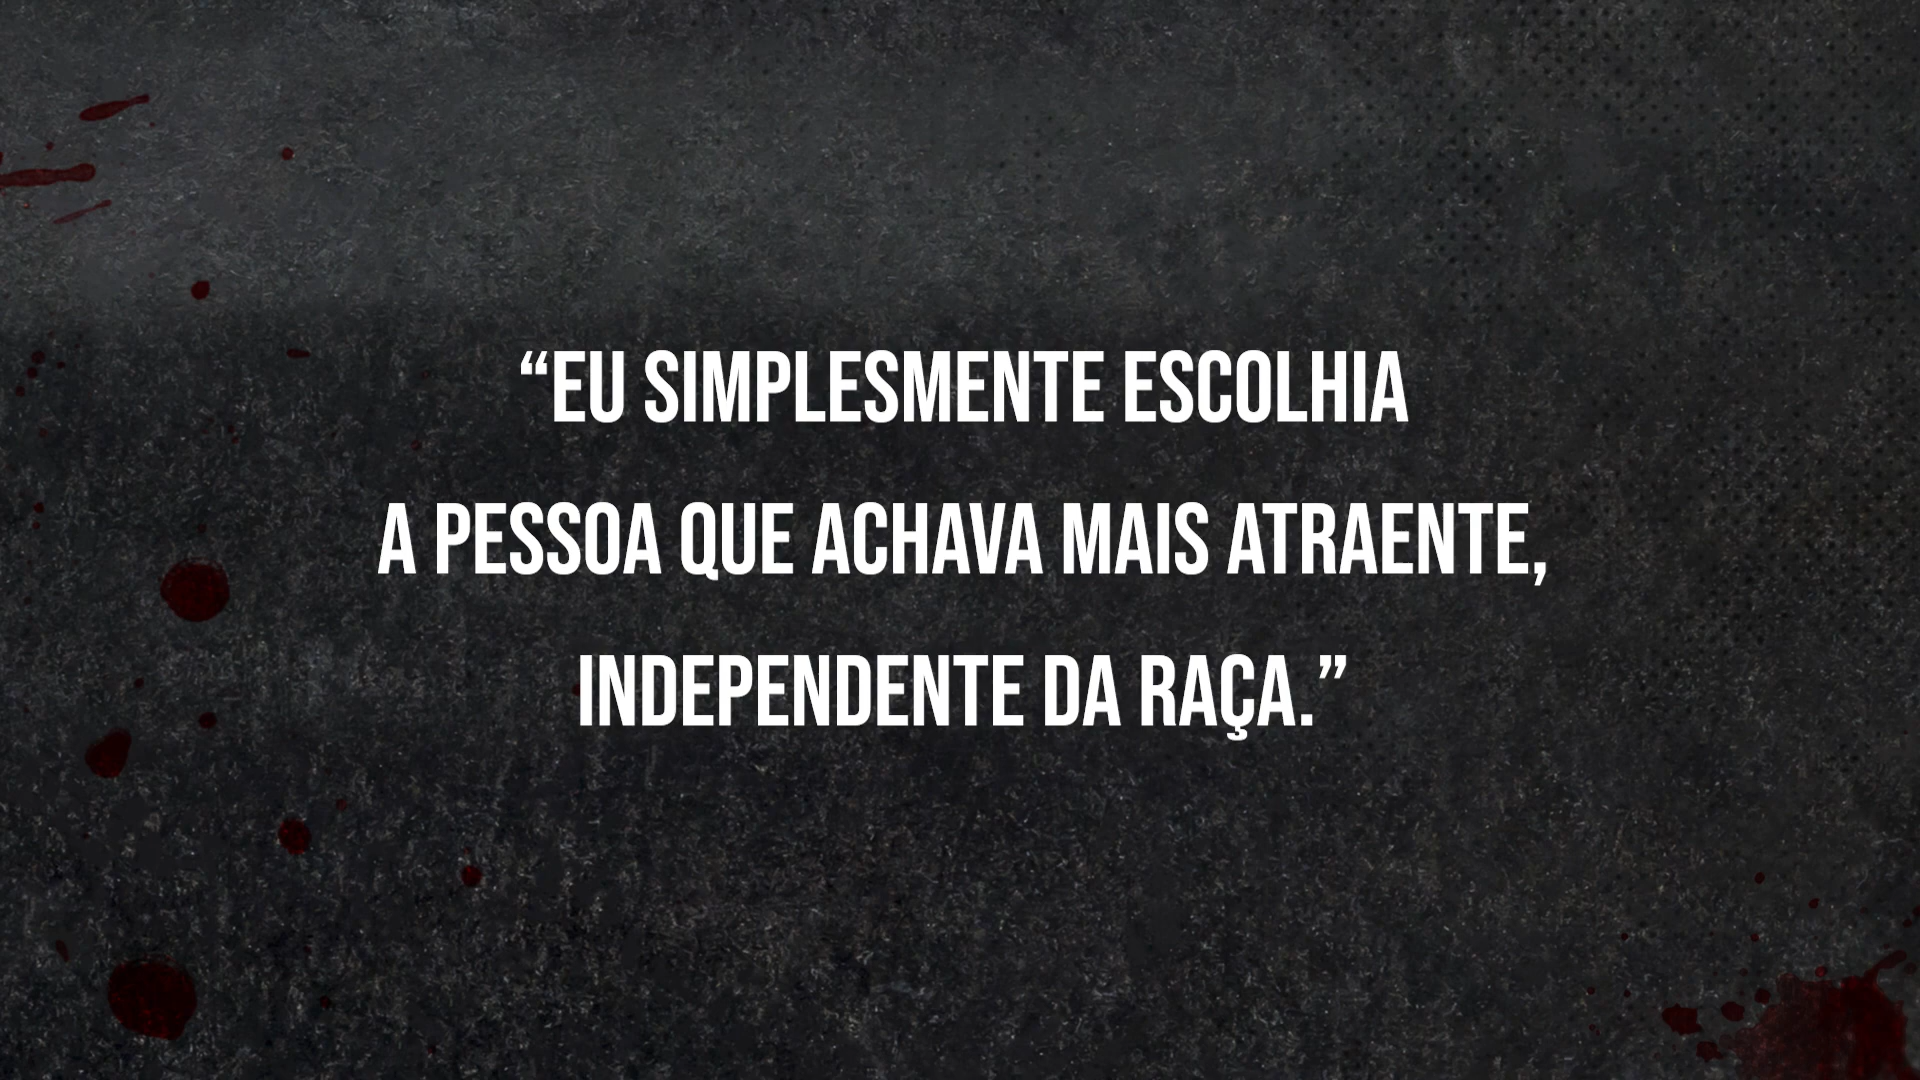 “EU SIMPLESMENTE ESCOLHIA
A PESSOA QUE ACHAVA MAIS ATRAENTE,
INDEPENDENTE DA RAÇA.”